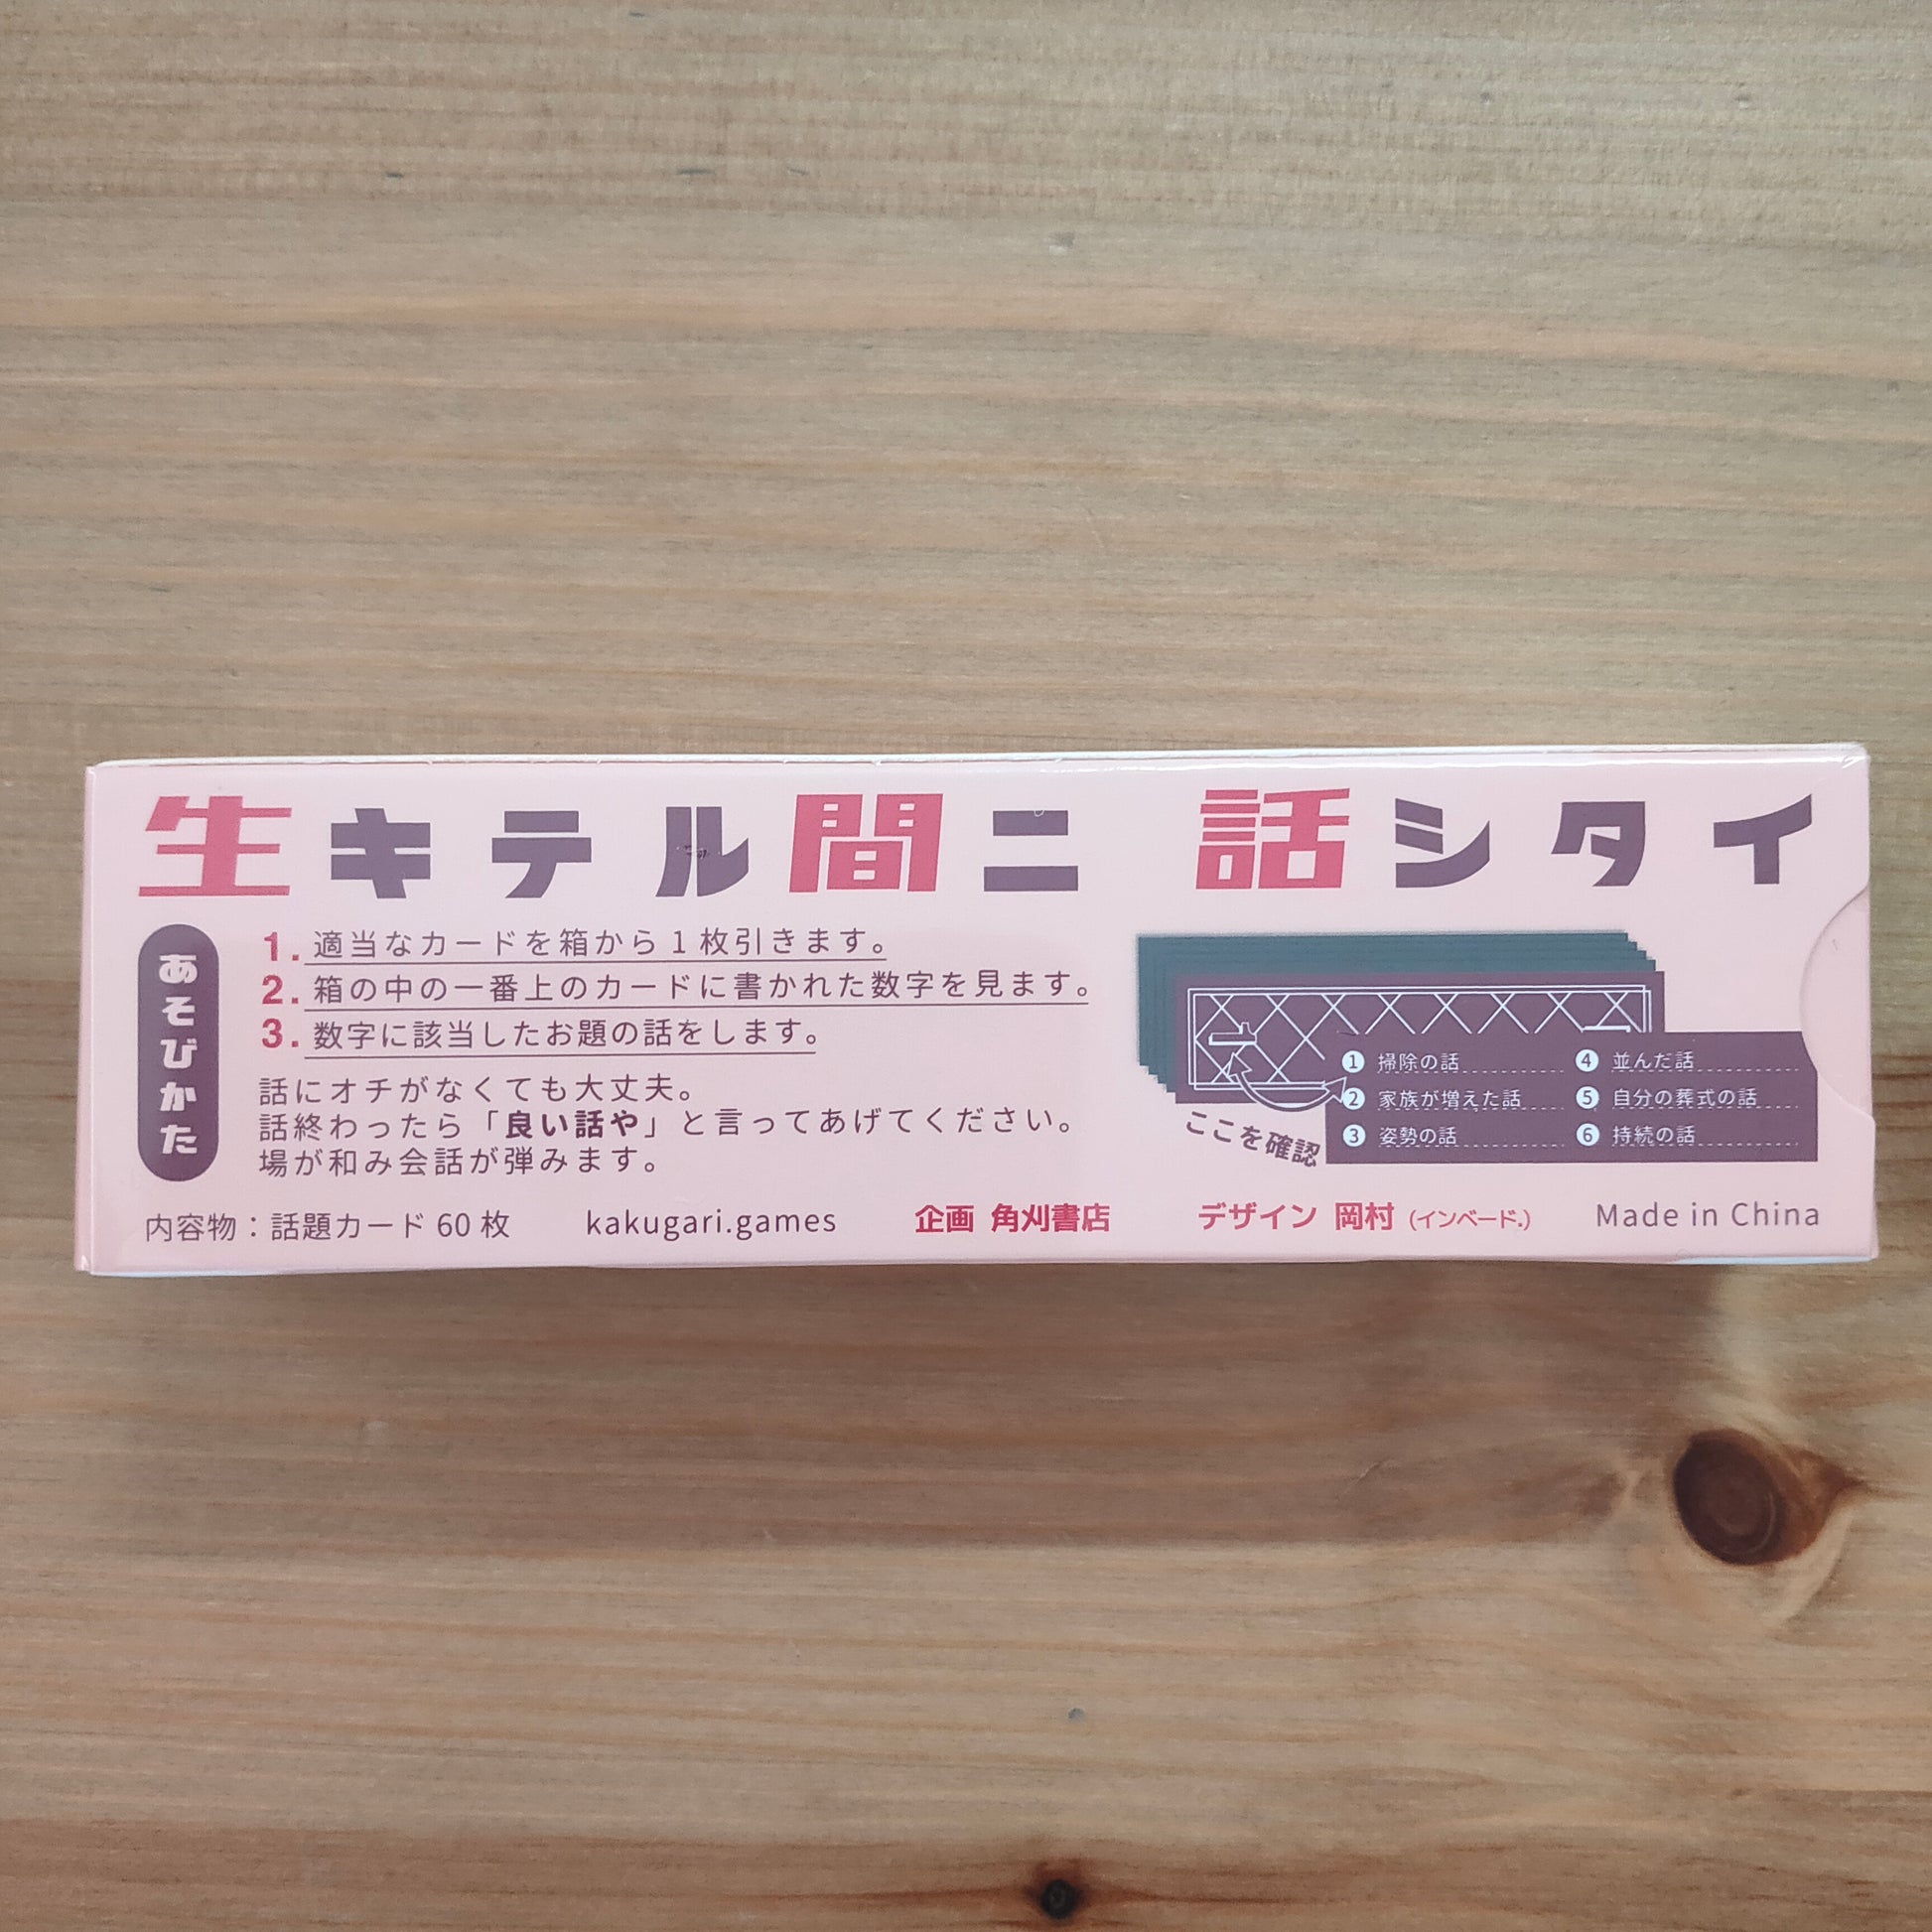 生キテル間ニ 話シタイ
あそびかた
1. 適当なカードを箱から1枚引きます。
2. 箱の中の一番上のカードに書かれた数字を見ます。
3. 数字に該当したお題の話をします。
話にオチがなくても大丈夫。
話終わったら「良い話や」と言ってあげてください。
場が和み会話が弾みます。
① 掃除の話
② 家族が増えた話
③ 姿勢の話
④ 並んだ話
⑤ 自分の葬式の話
⑥ 持続の話
ここを確認
内容物：話題カード 60 枚 kakugari.games 企画 角刈書店 デザイン 岡村 (インベード.) Made in China